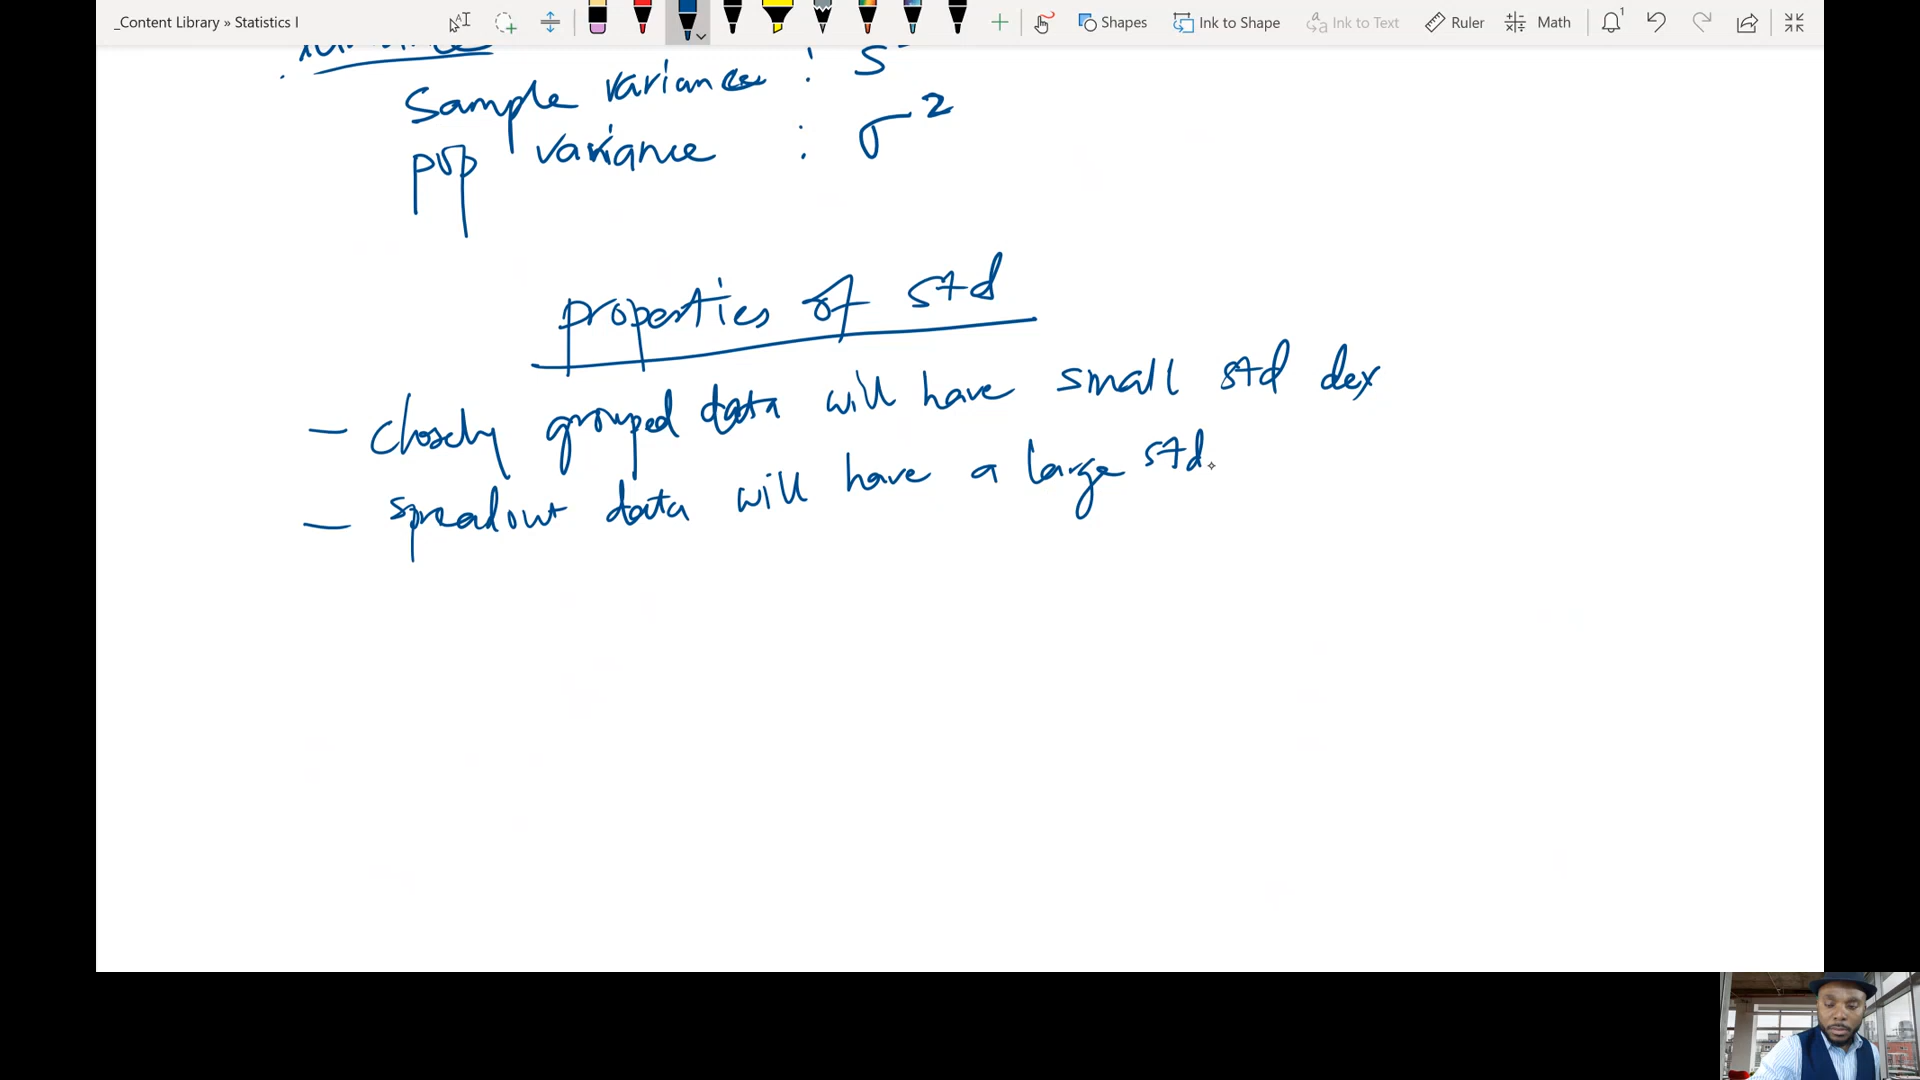 _Content Library » Statistics I
Shapes Ink to Shape Ink to Text Ruler Math 1
Sample variance : s
pop variance : σ²
properties of std
— closely grouped data will have small std dev
— spreadout data will have a large std.